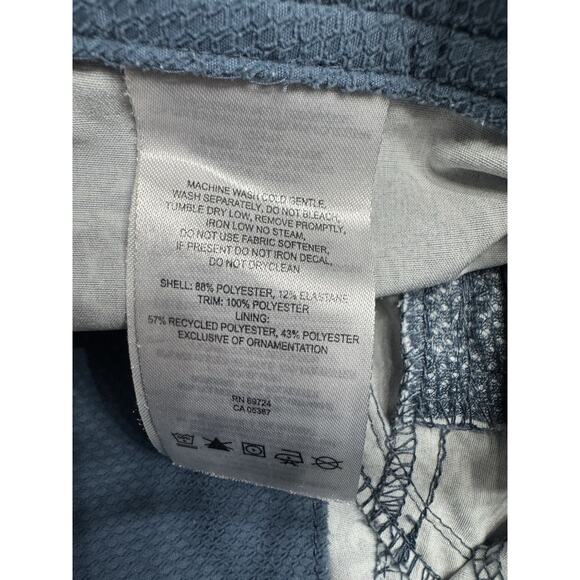 MACHINE WASH COLD GENTLE,
WASH SEPARATELY, DO NOT BLEACH,
TUMBLE DRY LOW, REMOVE PROMPTLY,
IRON LOW NO STEAM,
DO NOT USE FABRIC SOFTENER,
IF PRESENT DO NOT IRON DECAL,
DO NOT DRYCLEAN
SHELL: 88% POLYESTER, 12% ELASTANE
TRIM: 100% POLYESTER
LINING:
57% RECYCLED POLYESTER, 43% POLYESTER
EXCLUSIVE OF ORNAMENTATION
RN 69724
CA 05367